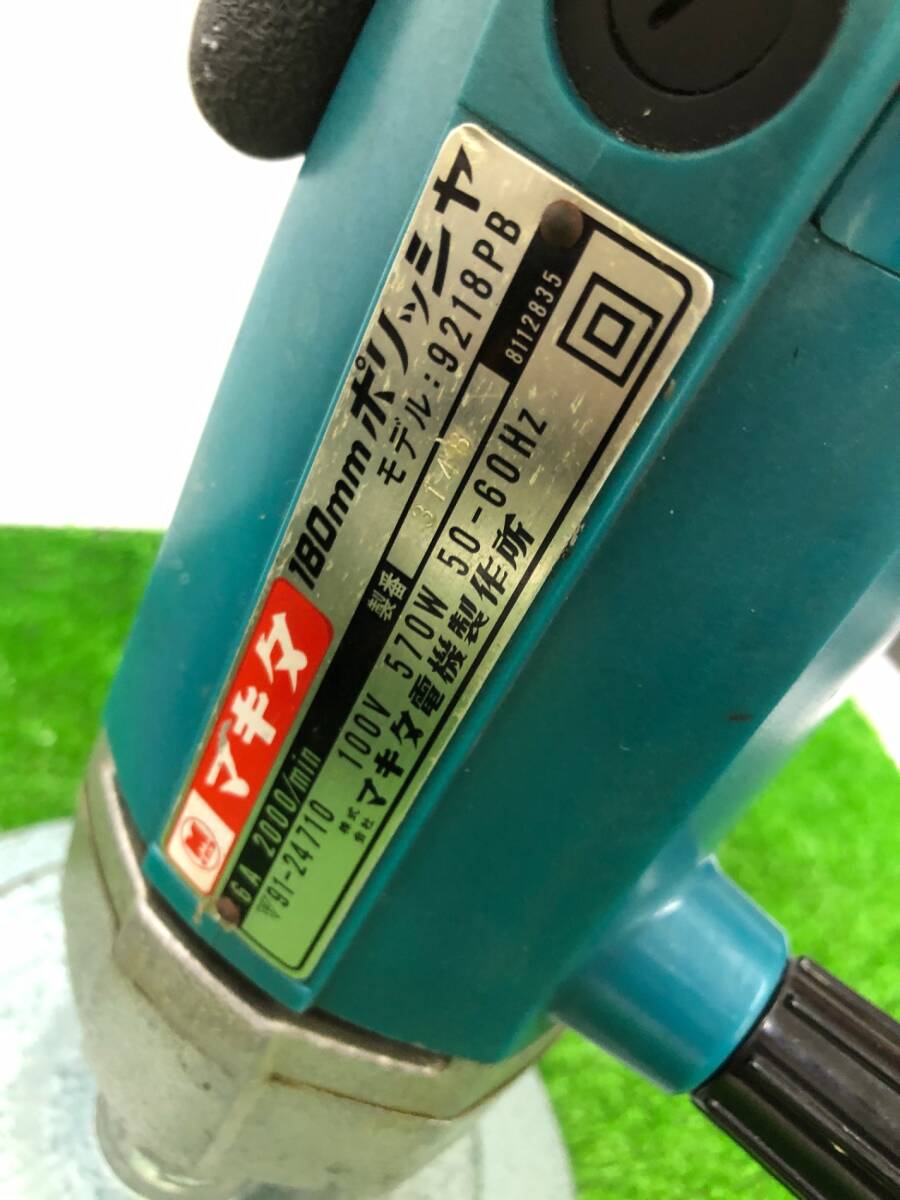 マキタ
180mmポリッシャ
モデル:9218PB
6A 2000/min
製番
8112835
▽91-24710 100V 570W 50-60Hz
株式会社 マキタ電機製作所